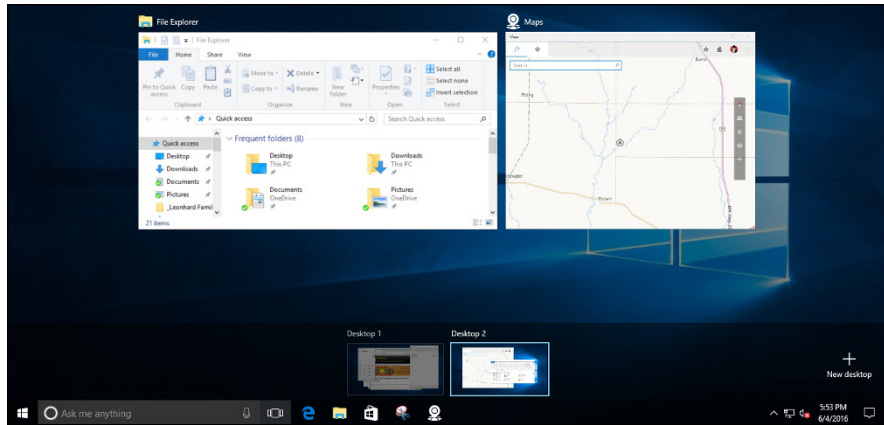 File Explorer
Maps
File Explorer
File Home Share View
Pin to Quick access
Copy
Paste
Move to
Copy to
Delete
Rename
New folder
Properties
Select all
Select none
Invert selection
Clipboard Organize New Open Select
Quick access
Search Quick access
Quick access
Desktop
Downloads
Documents
Pictures
_Leonhard Famil
Frequent folders (8)
Desktop
This PC
Downloads
This PC
Documents
OneDrive
Pictures
OneDrive
21 items
Maps
Search
Desktop 1
Desktop 2
New desktop
Ask me anything
5:53 PM
6/4/2016